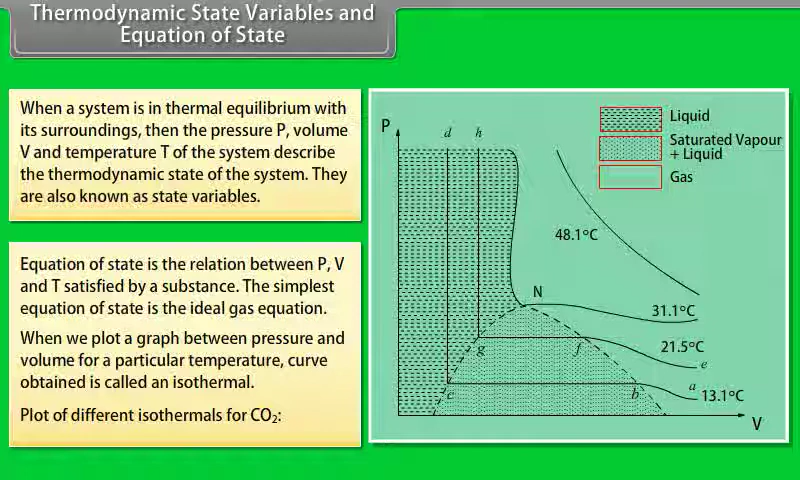 Thermodynamic State Variables and
Equation of State
When a system is in thermal equilibrium with
its surroundings, then the pressure P, volume
V and temperature T of the system describe
the thermodynamic state of the system. They
are also known as state variables.
Equation of state is the relation between P, V
and T satisfied by a substance. The simplest
equation of state is the ideal gas equation.
When we plot a graph between pressure and
volume for a particular temperature, curve
obtained is called an isothermal.
Plot of different isothermals for CO₂:
P
d h
Liquid
Saturated Vapour
+ Liquid
Gas
48.1°C
N
31.1°C
g f
21.5°C
e
c b
a
13.1°C
V